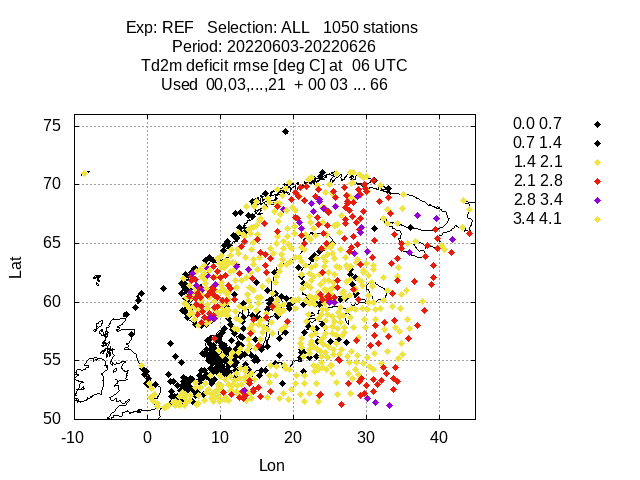 Exp: REF   Selection: ALL   1050 stations
Period: 20220603-20220626
Td2m deficit rmse [deg C] at  06 UTC
Used  00,03,...,21  + 00 03 ... 66
75
70
65
60
55
50
Lat
-10 0 10 20 30 40
Lon
0.0 0.7
0.7 1.4
1.4 2.1
2.1 2.8
2.8 3.4
3.4 4.1